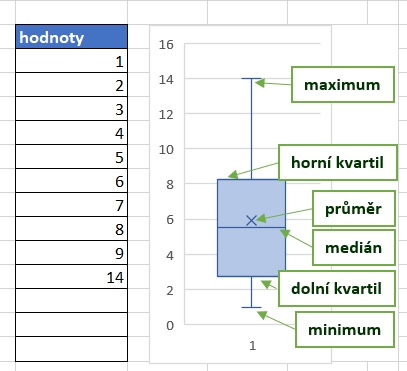 hodnoty
1
2
3
4
5
6
7
8
9
14
16
14
12
10
8
6
4
2
0
1
maximum
horní kvartil
průměr
medián
dolní kvartil
minimum